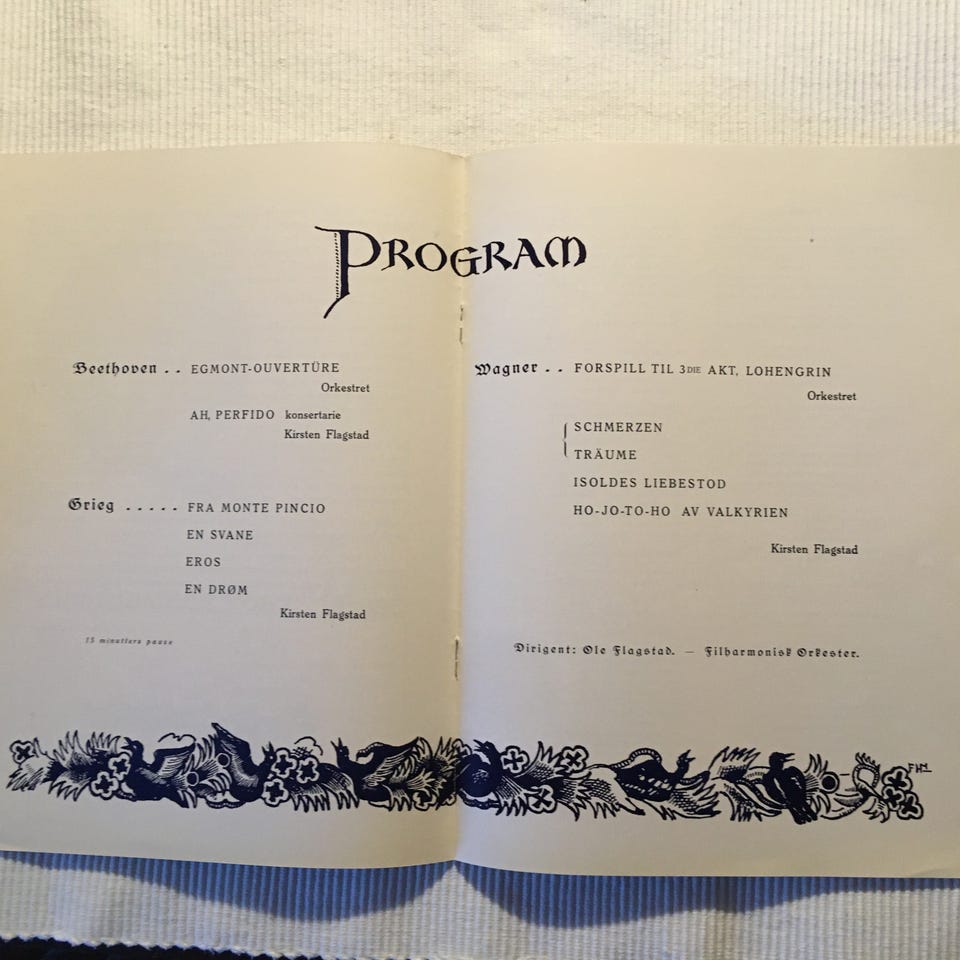 PROGRAM
Beethoven . . EGMONT-OUVERTÜRE
Orkestret
AH, PERFIDO konsertarie
Kirsten Flagstad
Grieg . . . . . FRA MONTE PINCIO
EN SVANE
EROS
EN DRØM
Kirsten Flagstad
15 minutters pause
Wagner . . FORSPILL TIL 3DIE AKT, LOHENGRIN
Orkestret
SCHMERZEN
TRÄUME
ISOLDES LIEBESTOD
HO-JO-TO-HO AV VALKYRIEN
Kirsten Flagstad
Dirigent: Ole Flagstad. — Filharmonisk Orkester.
FHM